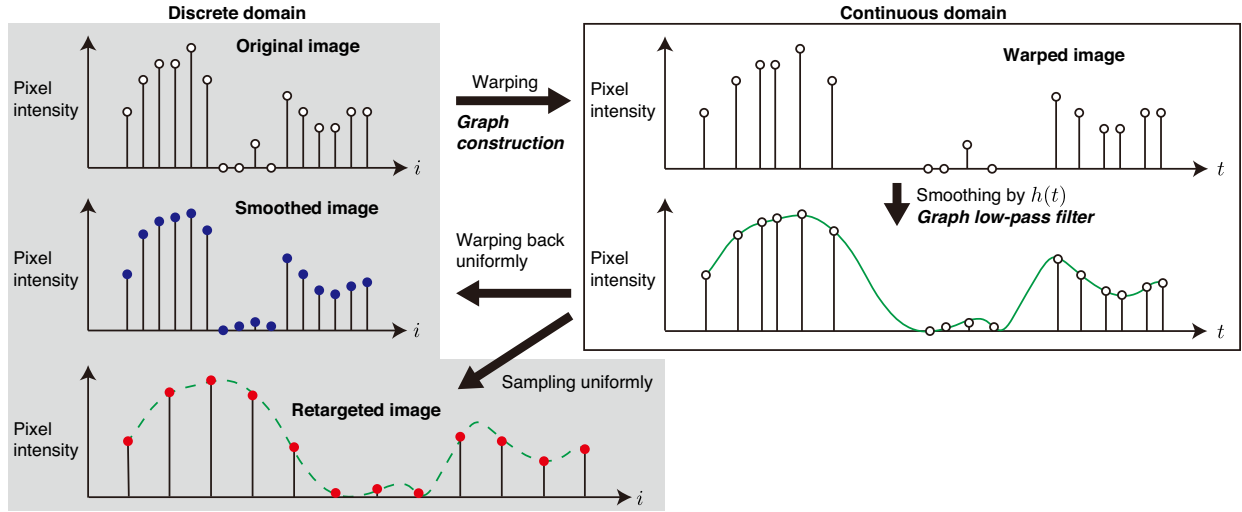 Discrete domain
Continuous domain
Original image
Pixel
intensity
i
Warping
Graph
construction
Warped image
Pixel
intensity
t
Smoothing by h(t)
Graph low-pass filter
Smoothed image
Pixel
intensity
i
Warping back
uniformly
Pixel
intensity
t
Sampling uniformly
Retargeted image
Pixel
intensity
i